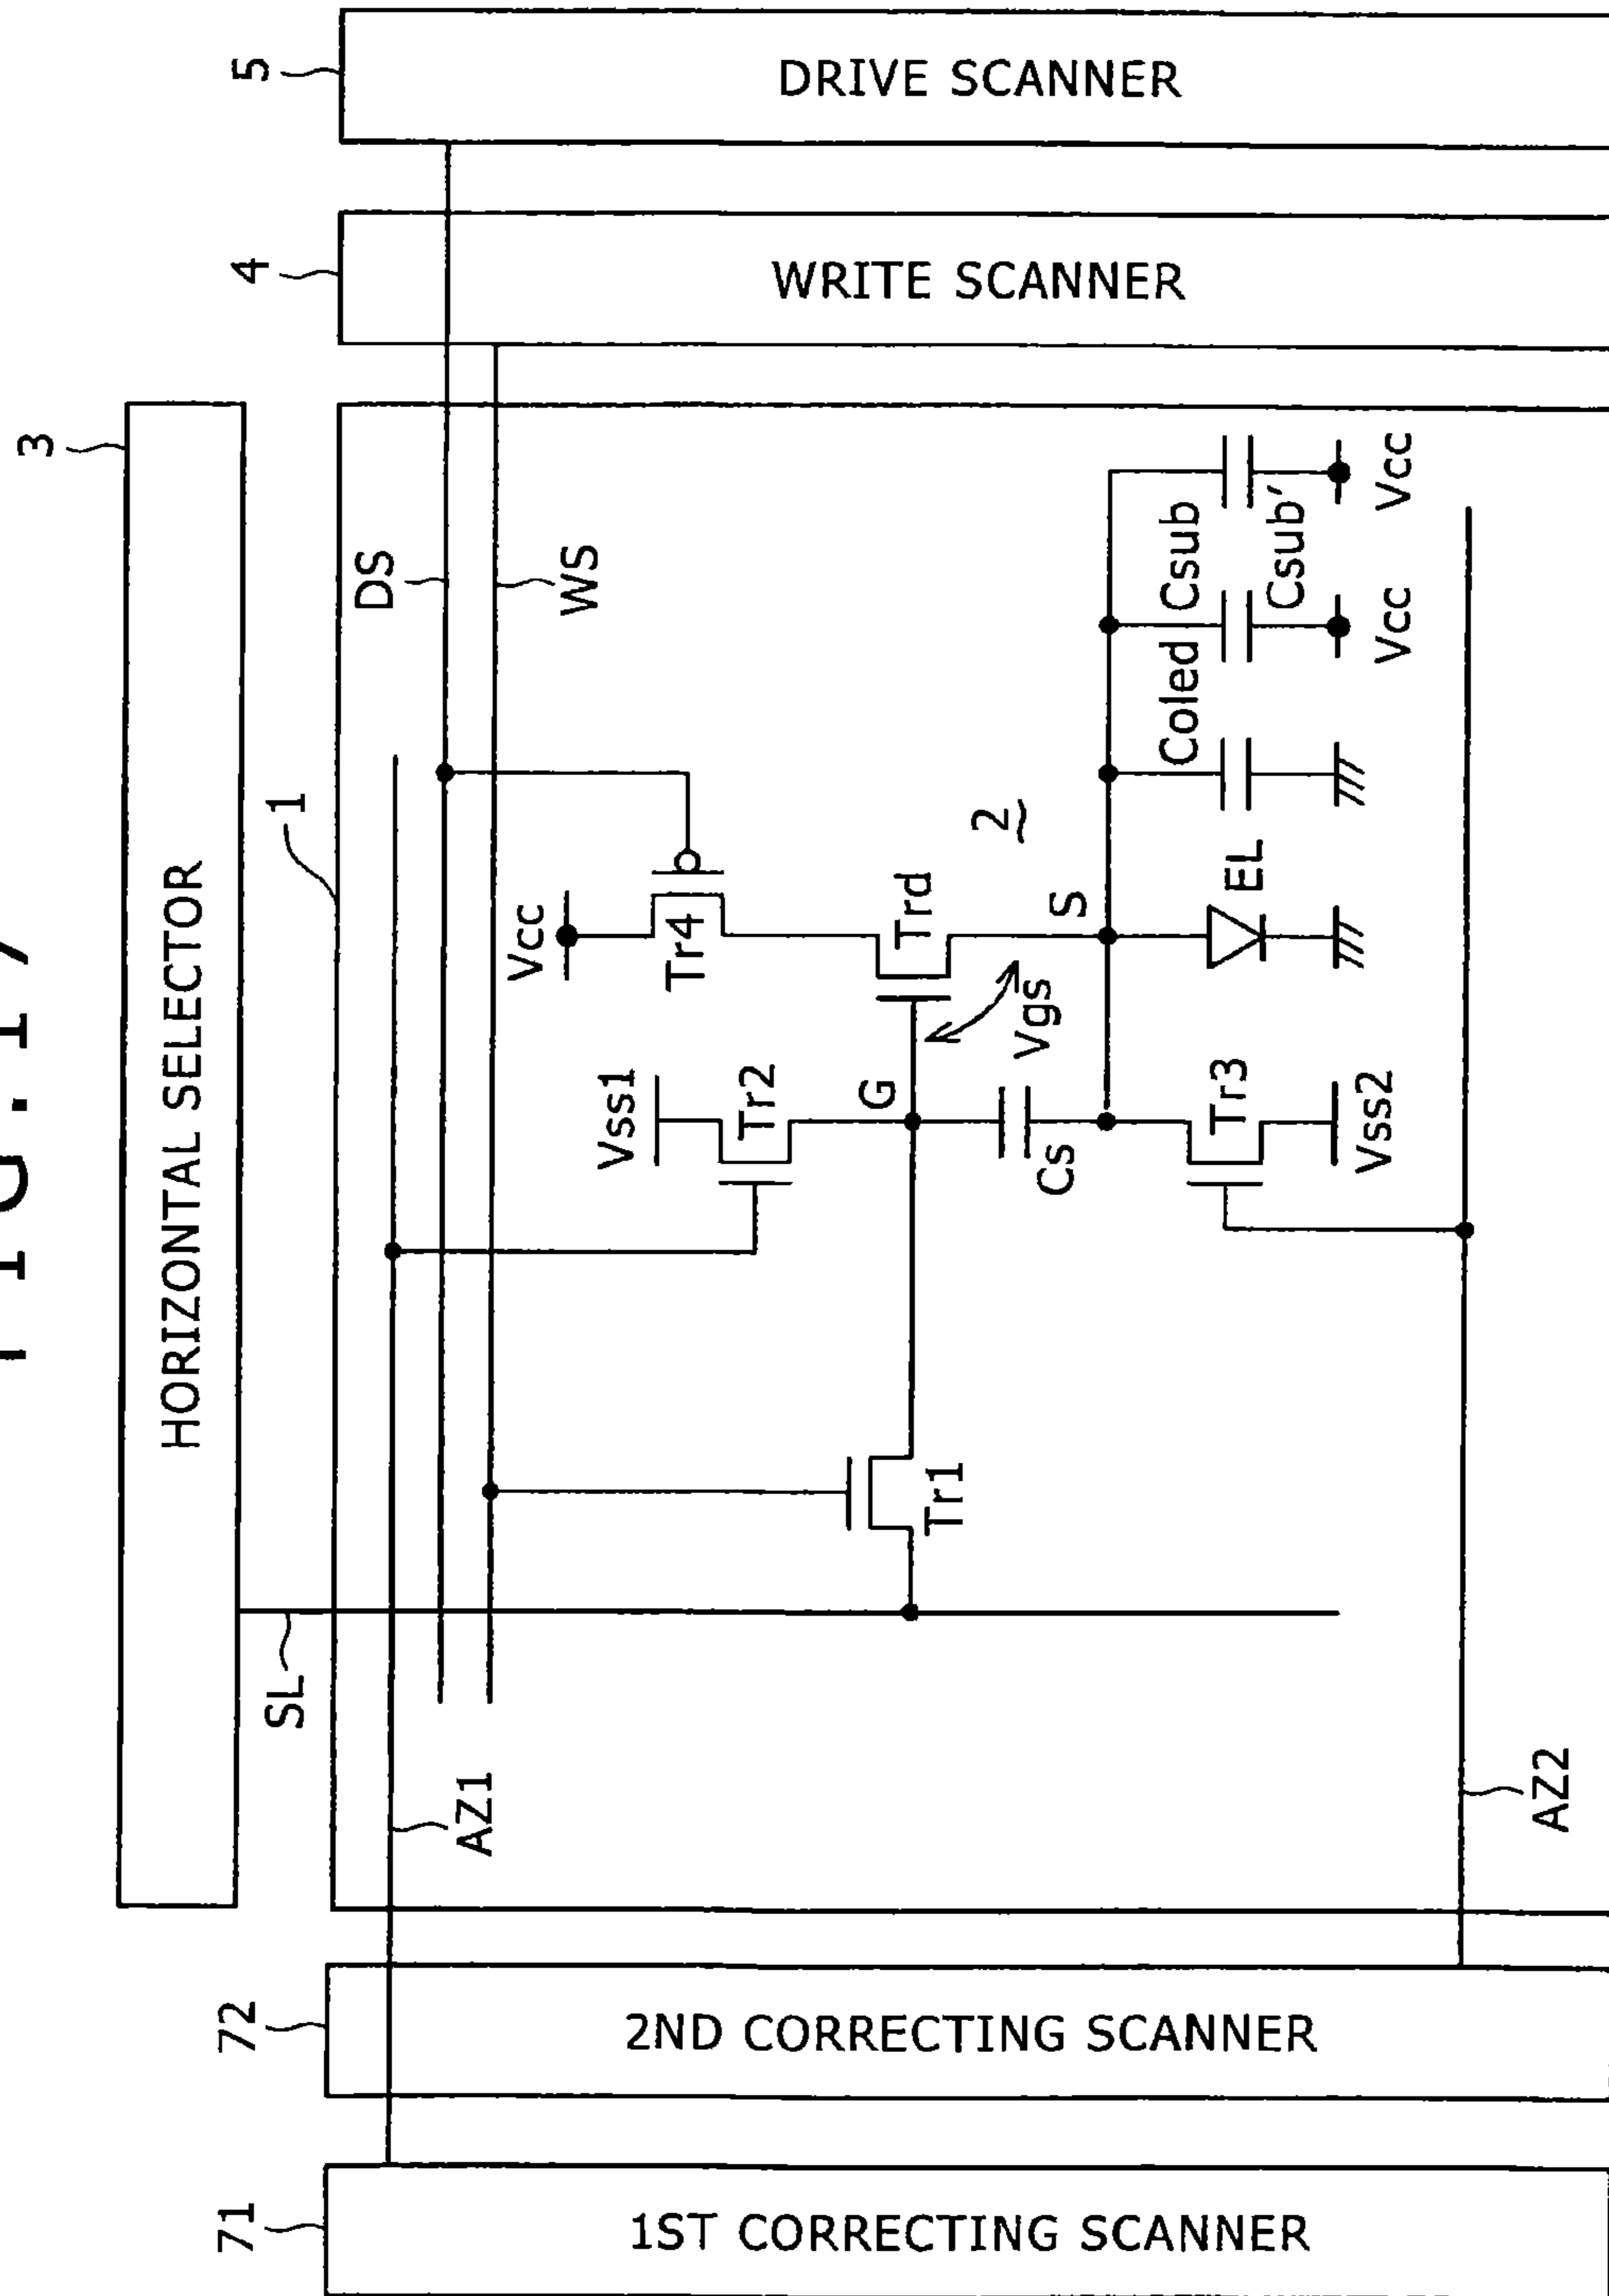 FIG.17
3
HORIZONTAL SELECTOR
71
72
SL
1
4
5
1ST CORRECTING SCANNER
2ND CORRECTING SCANNER
WRITE SCANNER
DRIVE SCANNER
AZ1
DS
WS
Vss1
Vcc
Tr2
Tr4
G
Trd
Tr1
Vgs
2
Cs
S
Tr3
EL
Coled
Csub
Csub′
Vss2
Vcc
Vcc
AZ2